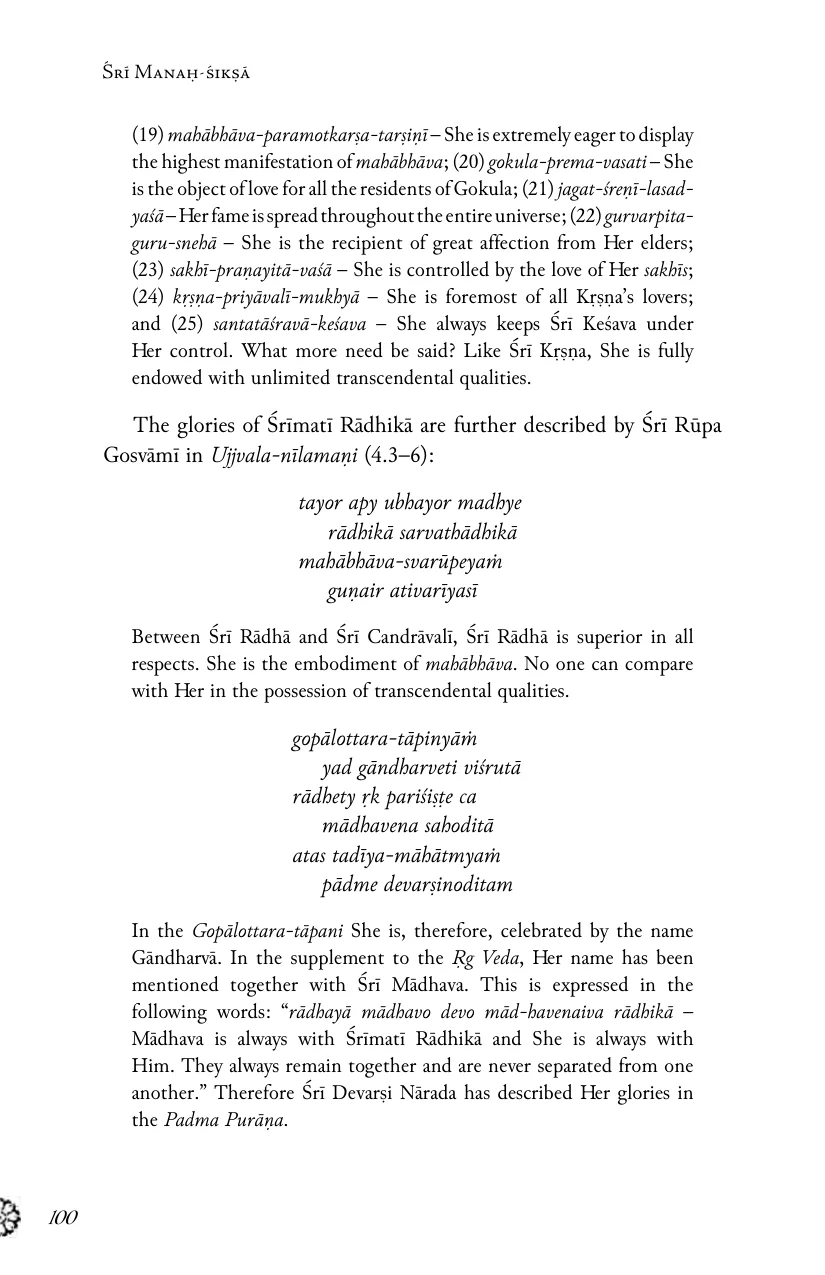 Śrī Manaḥ-śikṣā
(19) mahābhāva-paramotkarṣa-tarṣiṇī – She is extremely eager to display
the highest manifestation of mahābhāva; (20) gokula-prema-vasati – She
is the object of love for all the residents of Gokula; (21) jagat-śreṇī-lasad-
yaśā – Her fame is spread throughout the entire universe; (22) gurvarpita-
guru-snehā – She is the recipient of great affection from Her elders;
(23) sakhī-praṇayitā-vaśā – She is controlled by the love of Her sakhīs;
(24) kṛṣṇa-priyāvalī-mukhyā – She is foremost of all Kṛṣṇa’s lovers;
and (25) santatāśravā-keśava – She always keeps Śrī Keśava under
Her control. What more need be said? Like Śrī Kṛṣṇa, She is fully
endowed with unlimited transcendental qualities.
The glories of Śrīmatī Rādhikā are further described by Śrī Rūpa
Gosvāmī in Ujjvala-nīlamaṇi (4.3–6):
tayor apy ubhayor madhye
rādhikā sarvathādhikā
mahābhāva-svarūpeyaṁ
guṇair ativarīyasī
Between Śrī Rādhā and Śrī Candrāvalī, Śrī Rādhā is superior in all
respects. She is the embodiment of mahābhāva. No one can compare
with Her in the possession of transcendental qualities.
gopālottara-tāpinyāṁ
yad gāndharveti viśrutā
rādhety ṛk pariśiṣṭe ca
mādhavena sahoditā
atas tadīya-māhātmyaṁ
pādme devarṣinoditam
In the Gopālottara-tāpani She is, therefore, celebrated by the name
Gāndharvā. In the supplement to the Ṛg Veda, Her name has been
mentioned together with Śrī Mādhava. This is expressed in the
following words: “rādhayā mādhavo devo mād-havenaiva rādhikā –
Mādhava is always with Śrīmatī Rādhikā and She is always with
Him. They always remain together and are never separated from one
another.” Therefore Śrī Devarṣi Nārada has described Her glories in
the Padma Purāṇa.
100